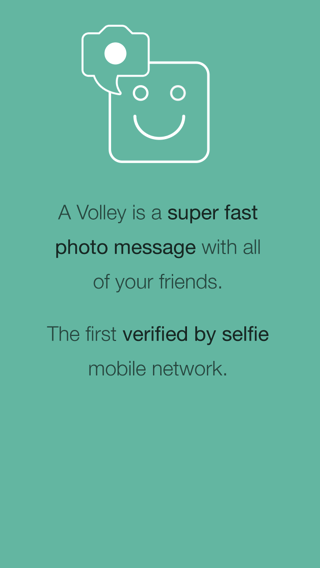 A Volley is a super fast
photo message with all
of your friends.
The first verified by selfie
mobile network.